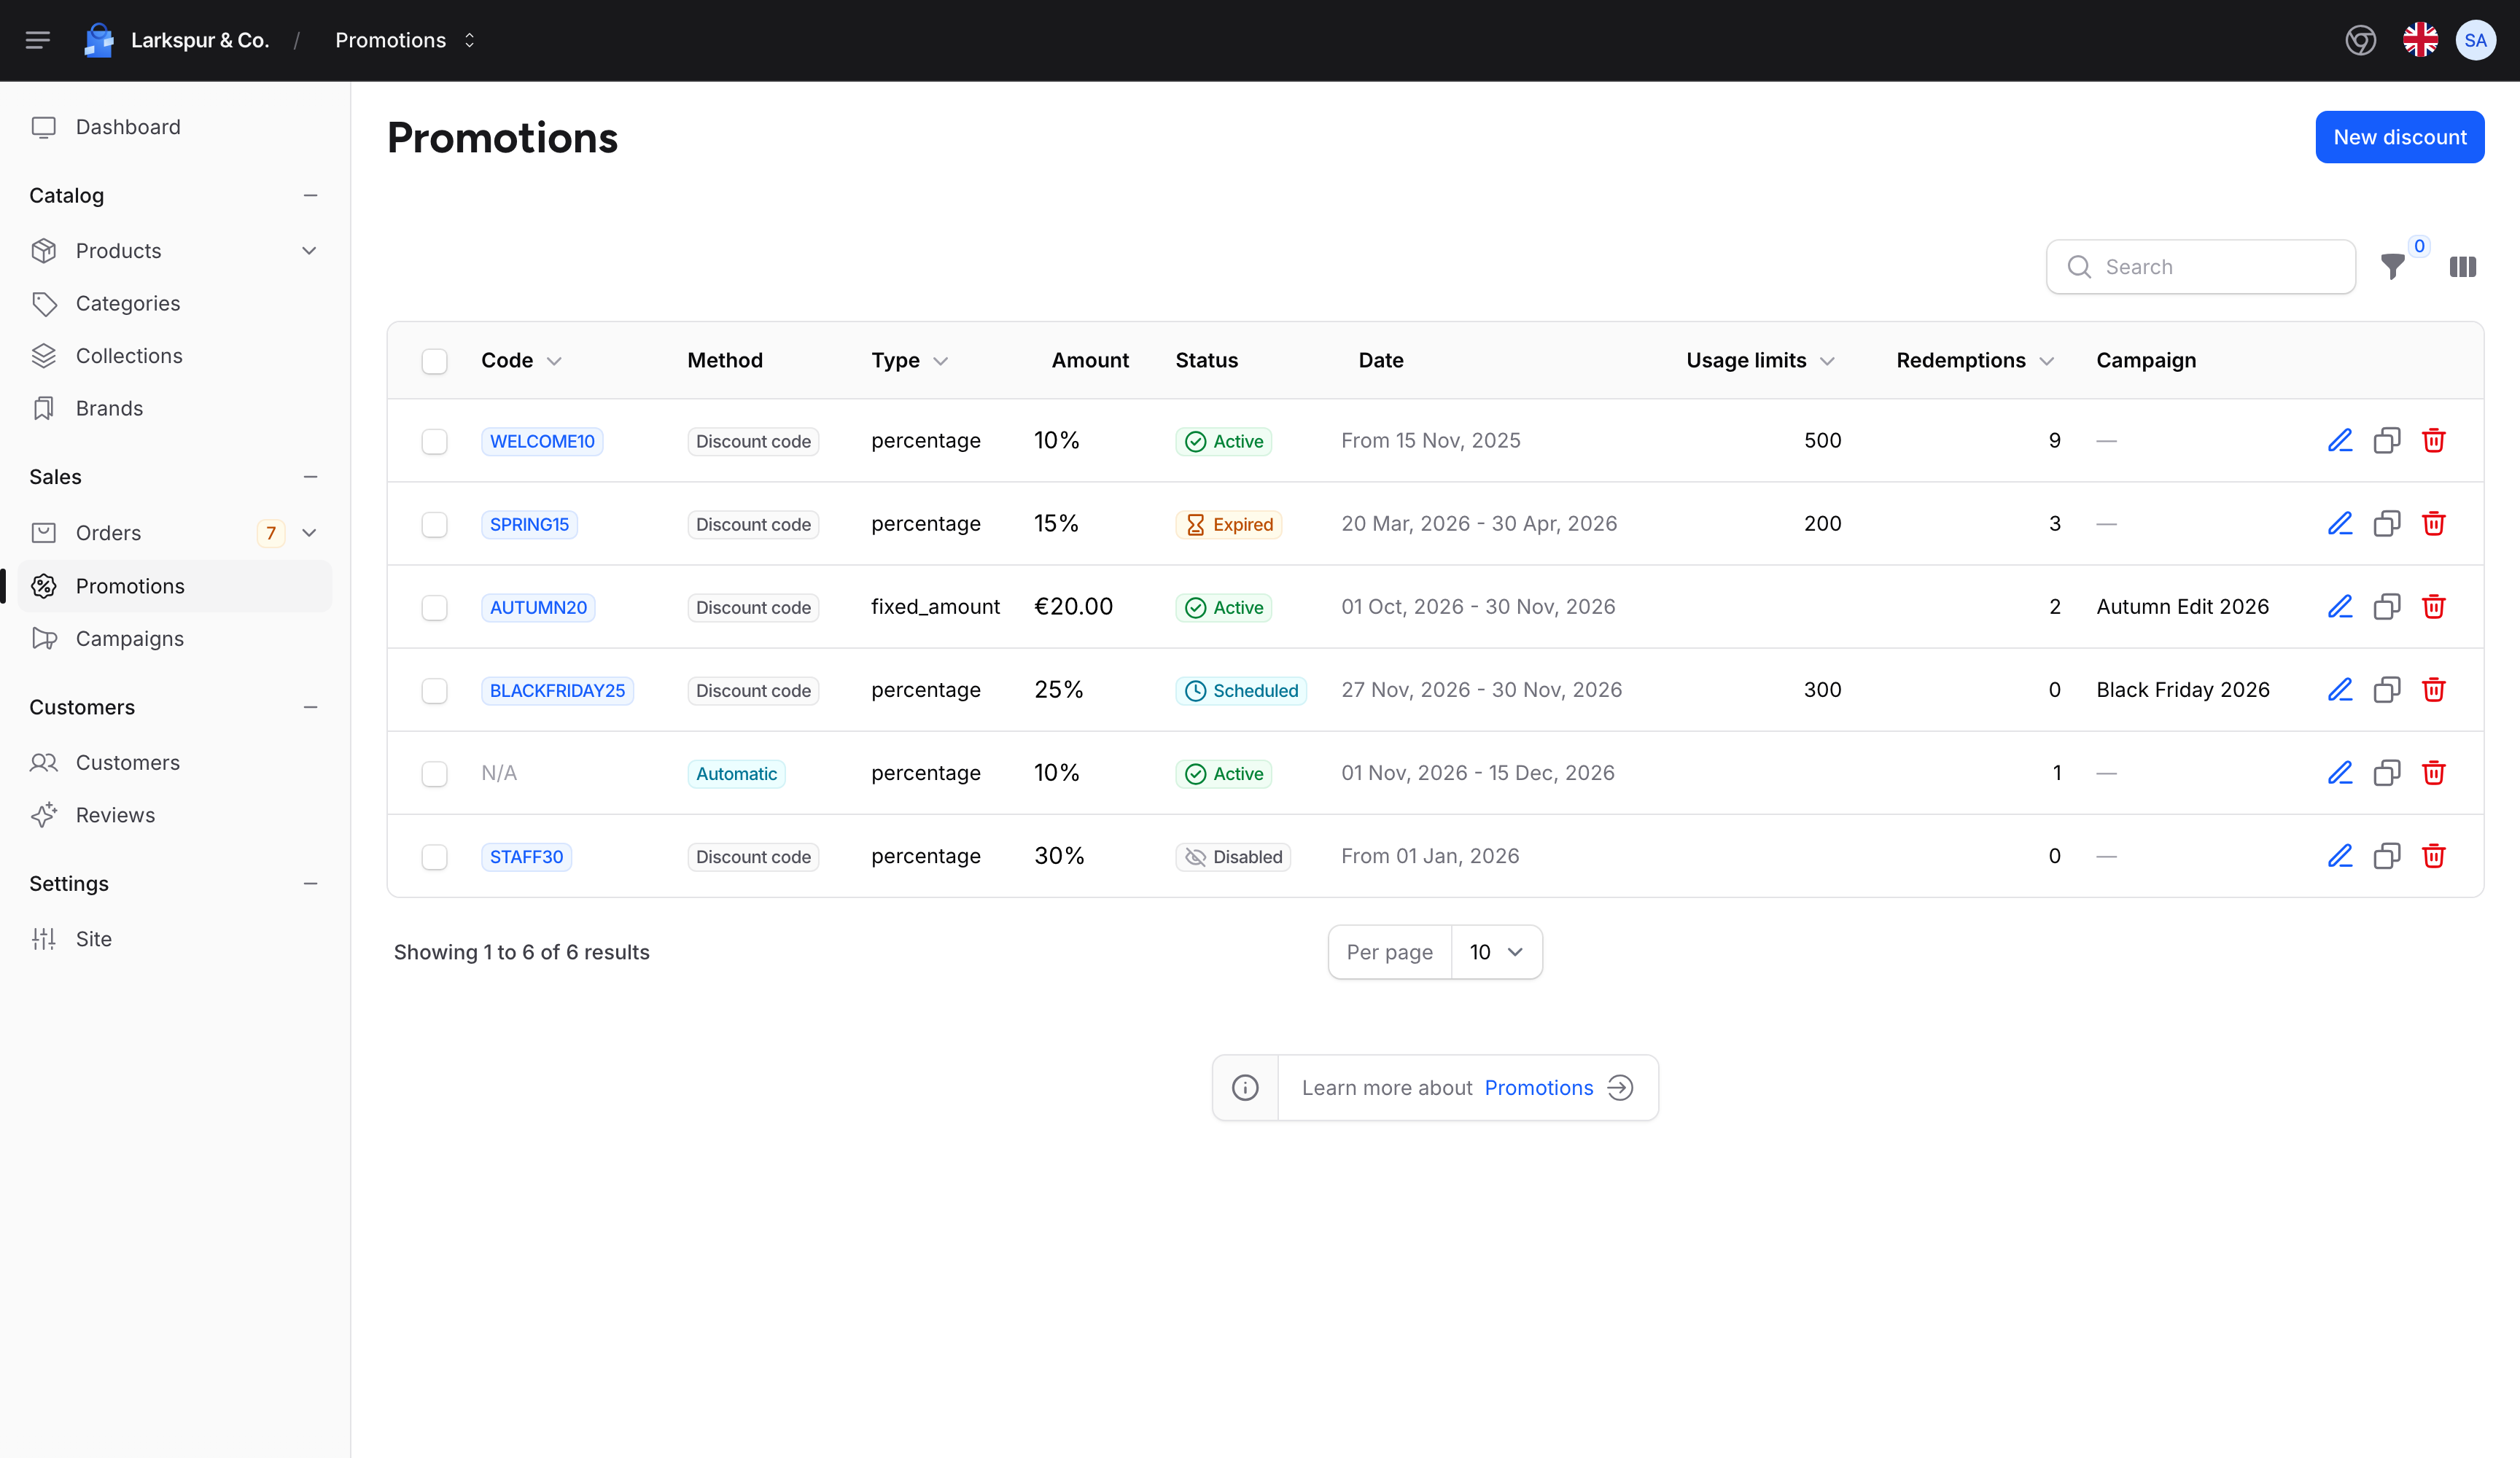 Larkspur & Co. / Promotions
SA
Dashboard
Catalog
Products
Categories
Collections
Brands
Sales
Orders 7
Promotions
Campaigns
Customers
Customers
Reviews
Settings
Site
Promotions
New discount
Search
0
Code Method Type Amount Status Date Usage limits Redemptions Campaign
WELCOME10 Discount code percentage 10% Active From 15 Nov, 2025 500 9 —
SPRING15 Discount code percentage 15% Expired 20 Mar, 2026 - 30 Apr, 2026 200 3 —
AUTUMN20 Discount code fixed_amount €20.00 Active 01 Oct, 2026 - 30 Nov, 2026 2 Autumn Edit 2026
BLACKFRIDAY25 Discount code percentage 25% Scheduled 27 Nov, 2026 - 30 Nov, 2026 300 0 Black Friday 2026
N/A Automatic percentage 10% Active 01 Nov, 2026 - 15 Dec, 2026 1 —
STAFF30 Discount code percentage 30% Disabled From 01 Jan, 2026 0 —
Showing 1 to 6 of 6 results
Per page 10
Learn more about Promotions